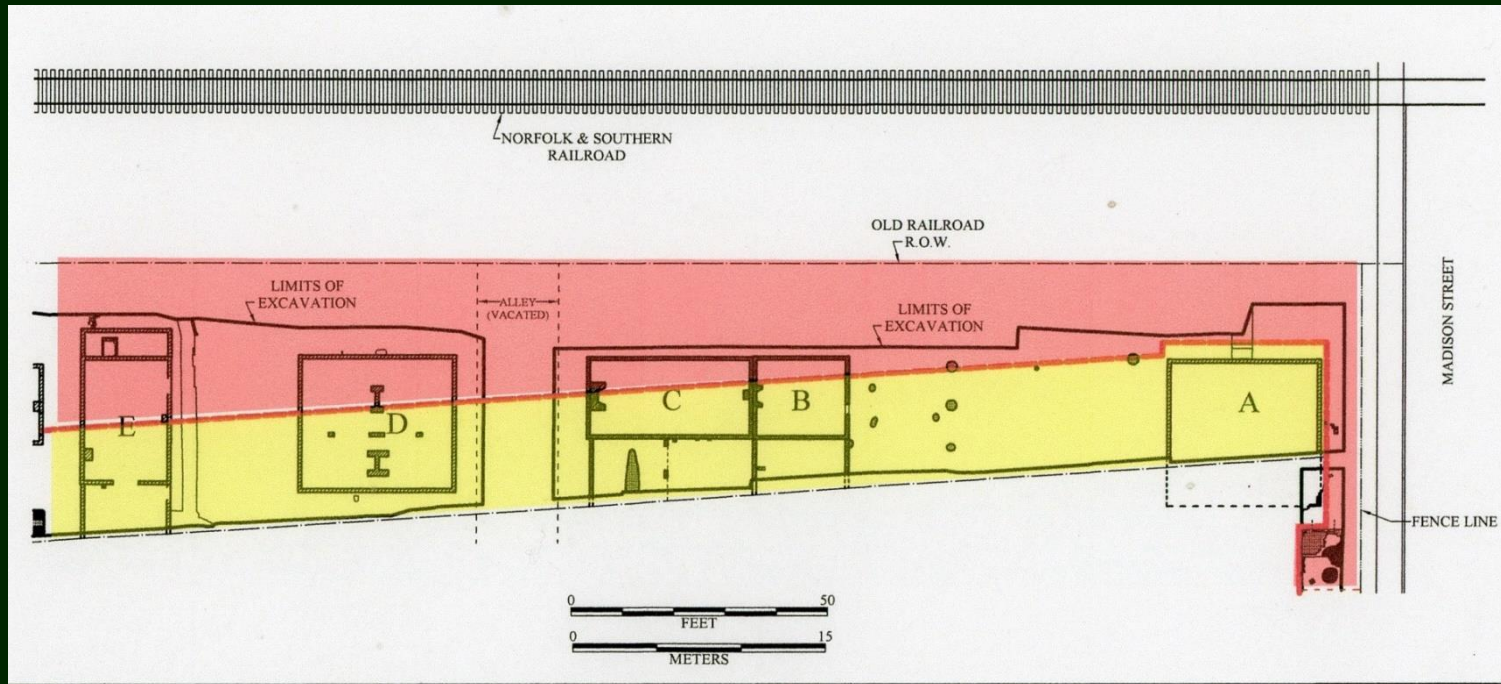 NORFOLK & SOUTHERN
RAILROAD
OLD RAILROAD
R.O.W.
LIMITS OF
EXCAVATION
ALLEY
(VACATED)
LIMITS OF
EXCAVATION
MADISON STREET
E
D
C
B
A
FENCE LINE
0 50
FEET
0 15
METERS